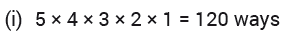 (i) 5 × 4 × 3 × 2 × 1 = 120 ways